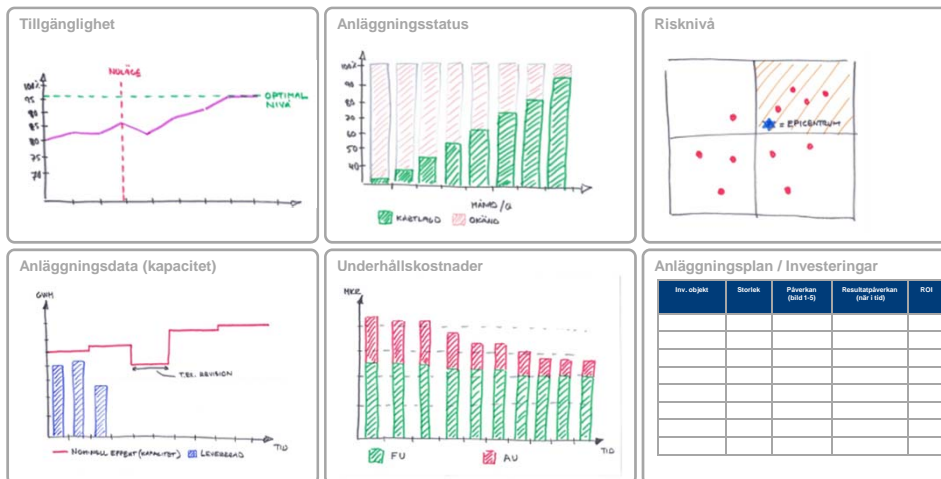 Tillgänglighet
NULÄGE
100%
95
90
85
80
75
70
OPTIMAL
NIVÅ
Anläggningsstatus
100%
90
80
70
60
50
40
MÅNAD/Q
KARTLAGD
OKÄND
Risknivå
= EPICENTRUM
Anläggningsdata (kapacitet)
GWH
T.EX. REVISION
TID
NOMINELL EFFEKT (KAPACITET)
LEVERERAD
Underhållskostnader
MKR
TID
FU
AU
Anläggningsplan / Investeringar
Inv. objekt
Storlek
Påverkan
(bild 1-5)
Resultatpåverkan
(när i tid)
ROI